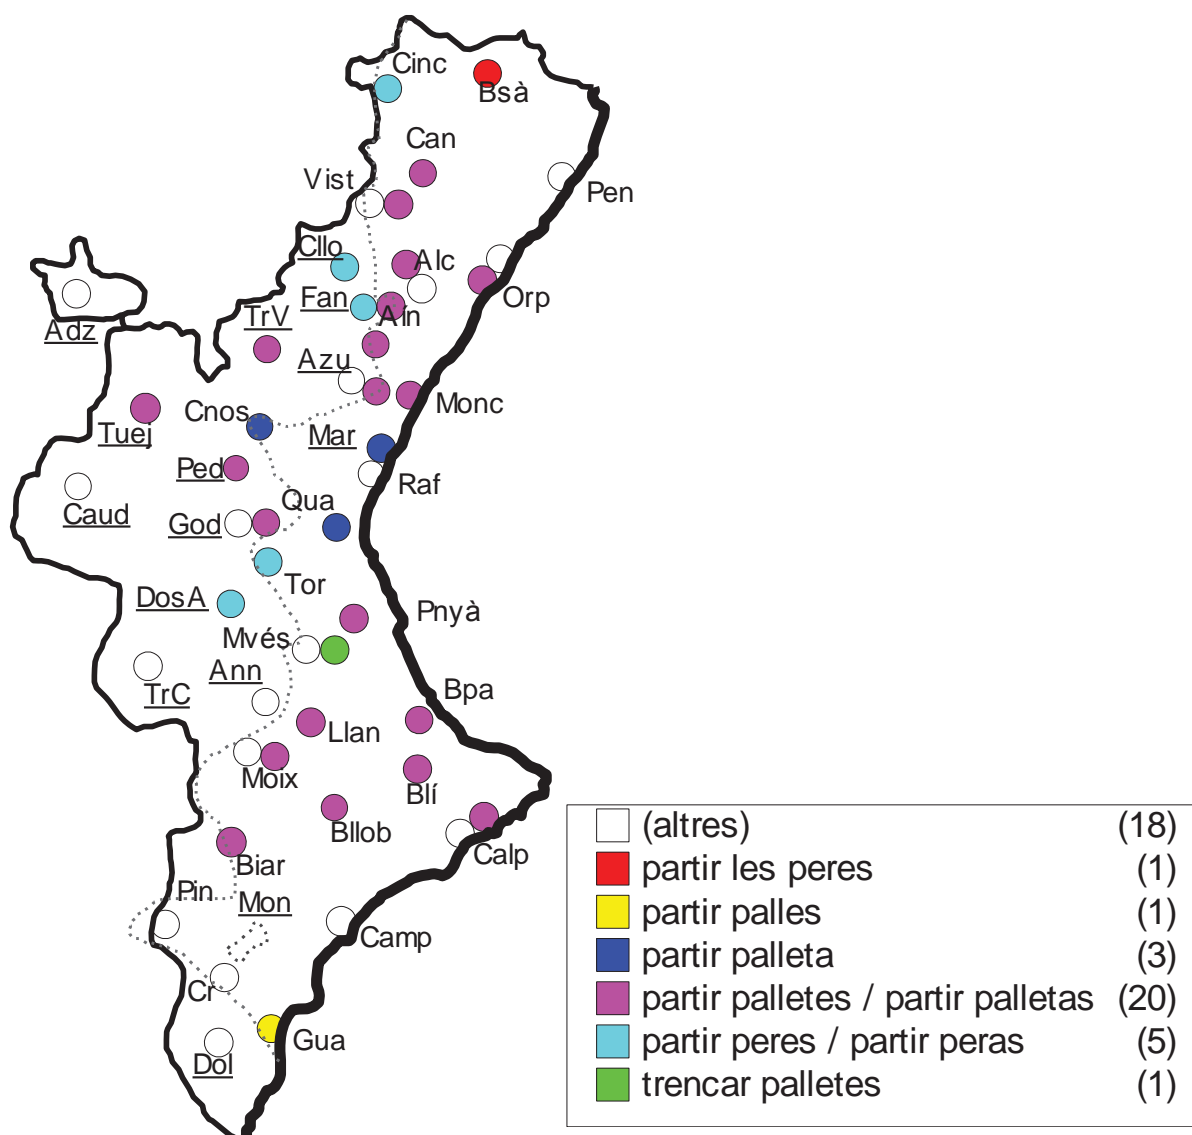 Cinc
Bsà
Can
Vist
Pen
Cllo
Alc
Fan
Orp
Adz
TrV
Aín
Azu
Monc
Cnos
Tuej
Mar
Ped
Raf
Caud
God
Qua
Tor
DosA
Pnyà
Mvés
Ann
TrC
Bpa
Llan
Moix
Blí
Bllob
Calp
Biar
Pin
Mon
Camp
Cr
Gua
Dol
(altres) (18)
partir les peres (1)
partir palles (1)
partir palleta (3)
partir palletes / partir palletas (20)
partir peres / partir peras (5)
trencar palletes (1)